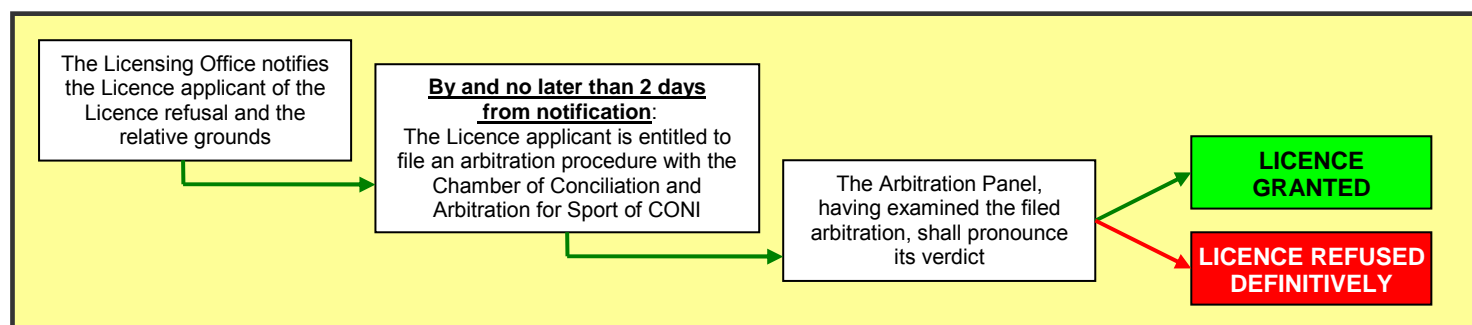 The Licensing Office notifies
the Licence applicant of the
Licence refusal and the
relative grounds
By and no later than 2 days
from notification:
The Licence applicant is entitled to
file an arbitration procedure with the
Chamber of Conciliation and
Arbitration for Sport of CONI
The Arbitration Panel,
having examined the filed
arbitration, shall pronounce
its verdict
LICENCE
GRANTED
LICENCE REFUSED
DEFINITIVELY